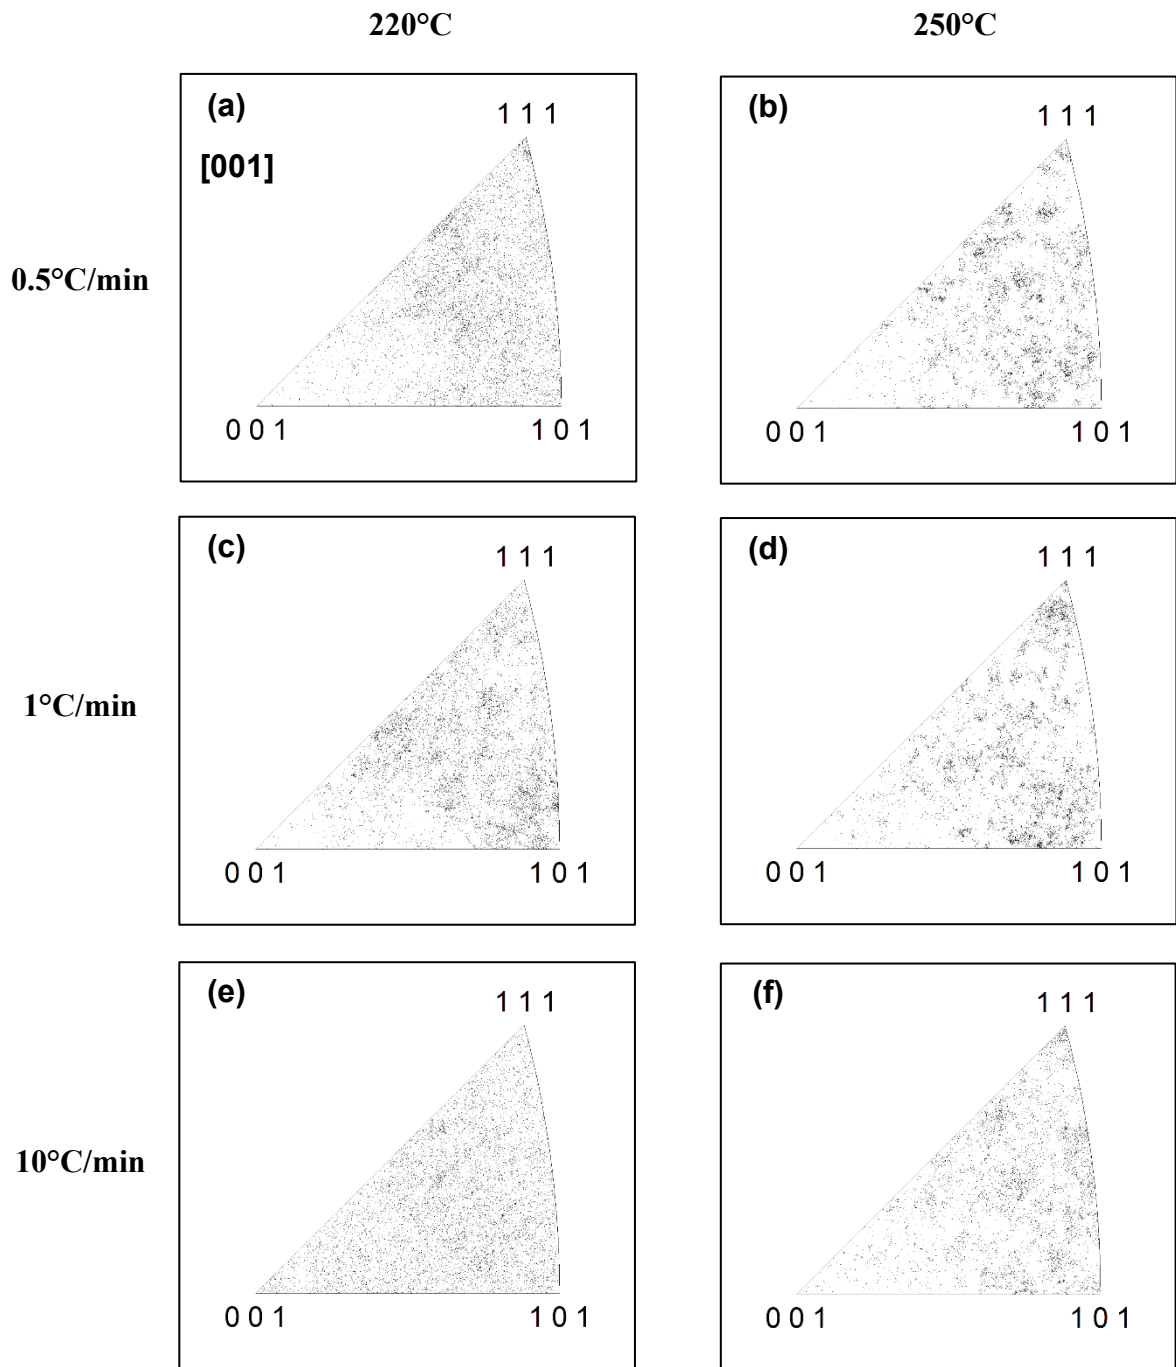 220°C 250°C
(a) 1 1 1 (b) 1 1 1
[001]
0.5°C/min
0 0 1 1 0 1 0 0 1 1 0 1
(c) 1 1 1 (d) 1 1 1
1°C/min
0 0 1 1 0 1 0 0 1 1 0 1
(e) 1 1 1 (f) 1 1 1
10°C/min
0 0 1 1 0 1 0 0 1 1 0 1